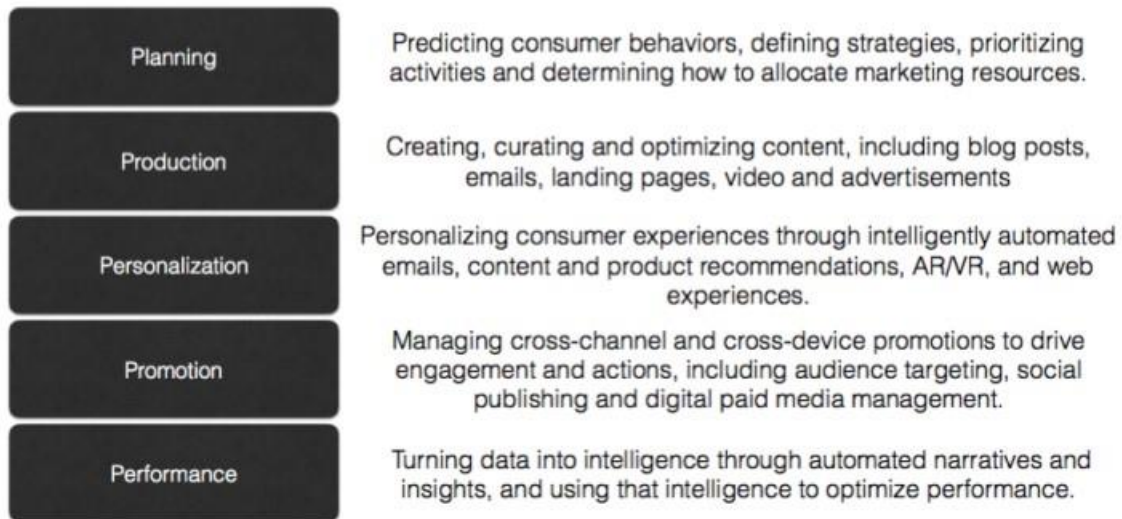 Planning
Predicting consumer behaviors, defining strategies, prioritizing
activities and determining how to allocate marketing resources.
Production
Creating, curating and optimizing content, including blog posts,
emails, landing pages, video and advertisements
Personalization
Personalizing consumer experiences through intelligently automated
emails, content and product recommendations, AR/VR, and web
experiences.
Promotion
Managing cross-channel and cross-device promotions to drive
engagement and actions, including audience targeting, social
publishing and digital paid media management.
Performance
Turning data into intelligence through automated narratives and
insights, and using that intelligence to optimize performance.